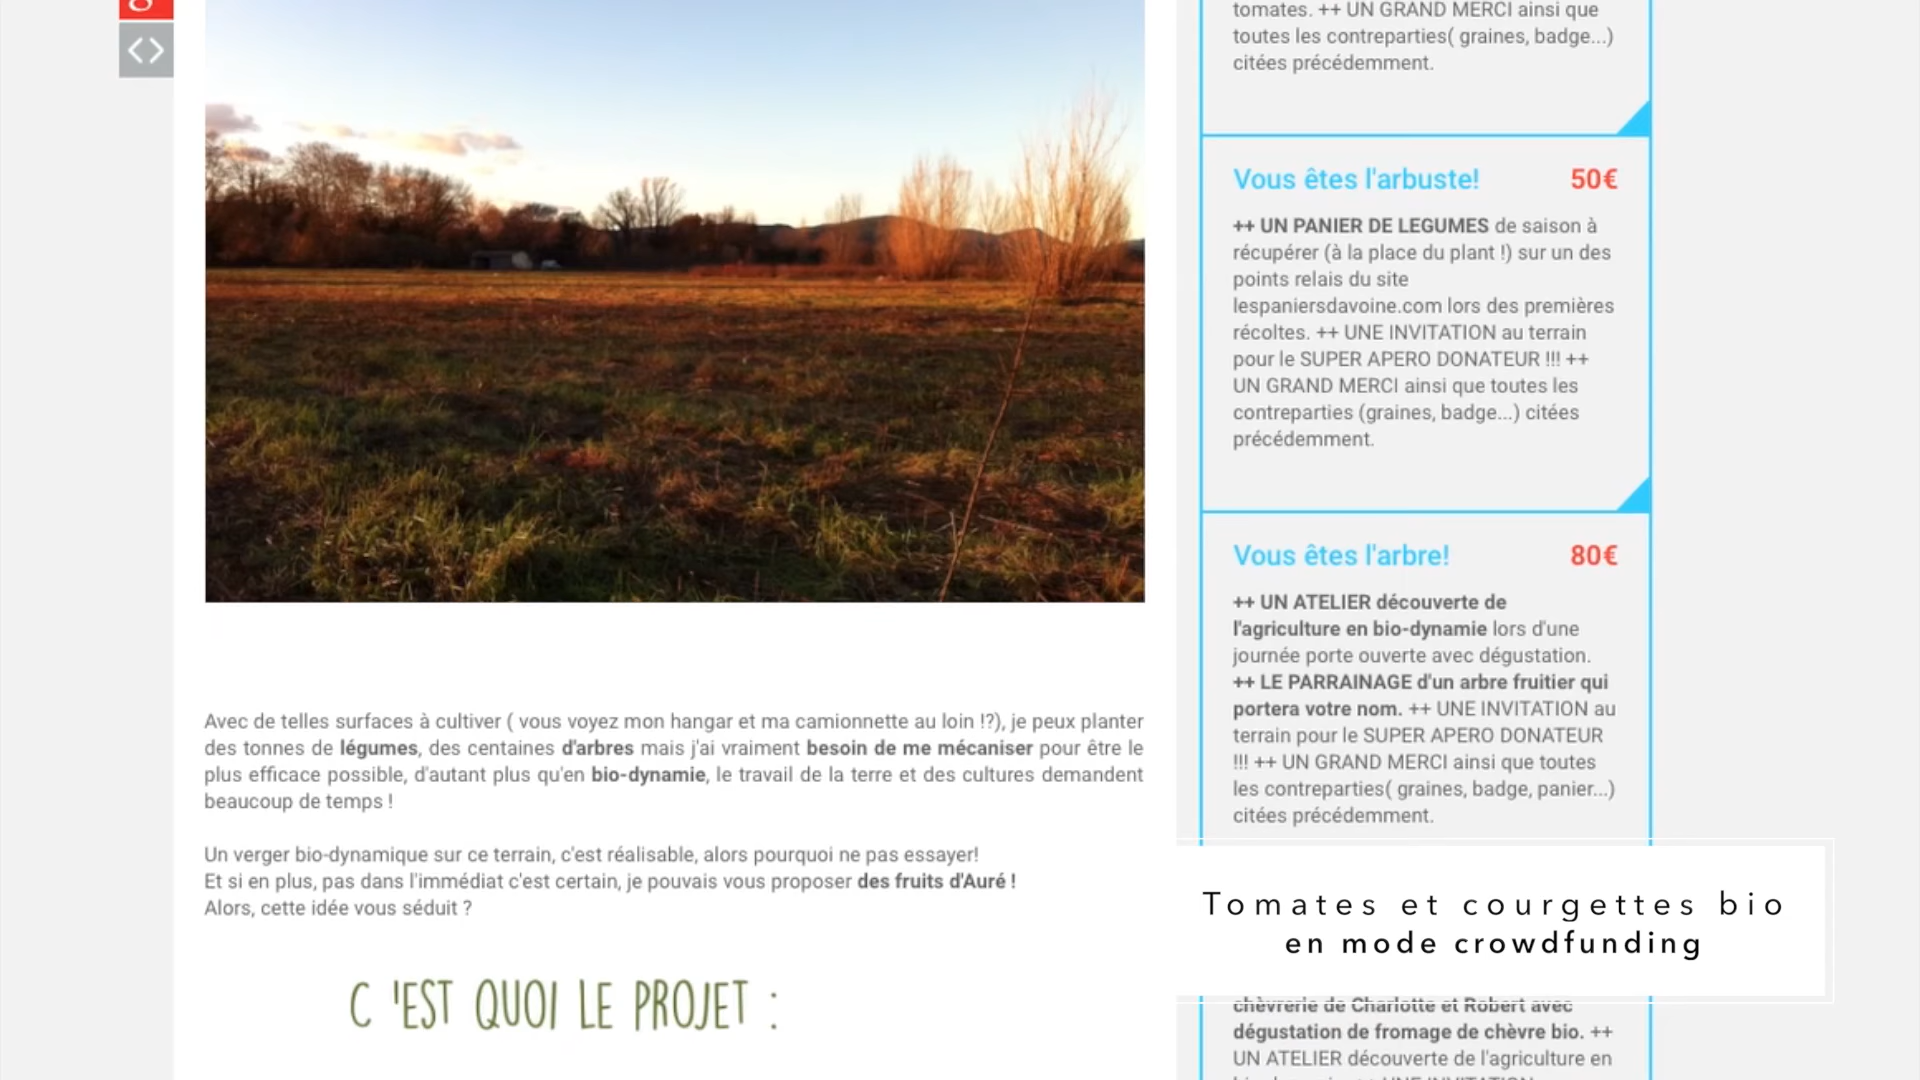 tomates. ++ UN GRAND MERCI ainsi que
toutes les contreparties( graines, badge...)
citées précédemment.
Vous êtes l'arbuste! 50€
++ UN PANIER DE LEGUMES de saison à
récupérer (à la place du plant !) sur un des
points relais du site
lespaniersdavoine.com lors des premières
récoltes. ++ UNE INVITATION au terrain
pour le SUPER APERO DONATEUR !!! ++
UN GRAND MERCI ainsi que toutes les
contreparties (graines, badge...) citées
précédemment.
Vous êtes l'arbre! 80€
++ UN ATELIER découverte de
l'agriculture en bio-dynamie lors d'une
journée porte ouverte avec dégustation.
++ LE PARRAINAGE d'un arbre fruitier qui
portera votre nom. ++ UNE INVITATION au
terrain pour le SUPER APERO DONATEUR
!!! ++ UN GRAND MERCI ainsi que toutes
les contreparties( graines, badge, panier...)
citées précédemment.
Avec de telles surfaces à cultiver ( vous voyez mon hangar et ma camionnette au loin !?), je peux planter
des tonnes de légumes, des centaines d'arbres mais j'ai vraiment besoin de me mécaniser pour être le
plus efficace possible, d'autant plus qu'en bio-dynamie, le travail de la terre et des cultures demandent
beaucoup de temps !
Un verger bio-dynamique sur ce terrain, c'est réalisable, alors pourquoi ne pas essayer!
Et si en plus, pas dans l'immédiat c'est certain, je pouvais vous proposer des fruits d'Auré !
Alors, cette idée vous séduit ?
C 'EST QUOI LE PROJET :
Tomates et courgettes bio
en mode crowdfunding
chèvrerie de Charlotte et Robert avec
dégustation de fromage de chèvre bio. ++
UN ATELIER découverte de l'agriculture en